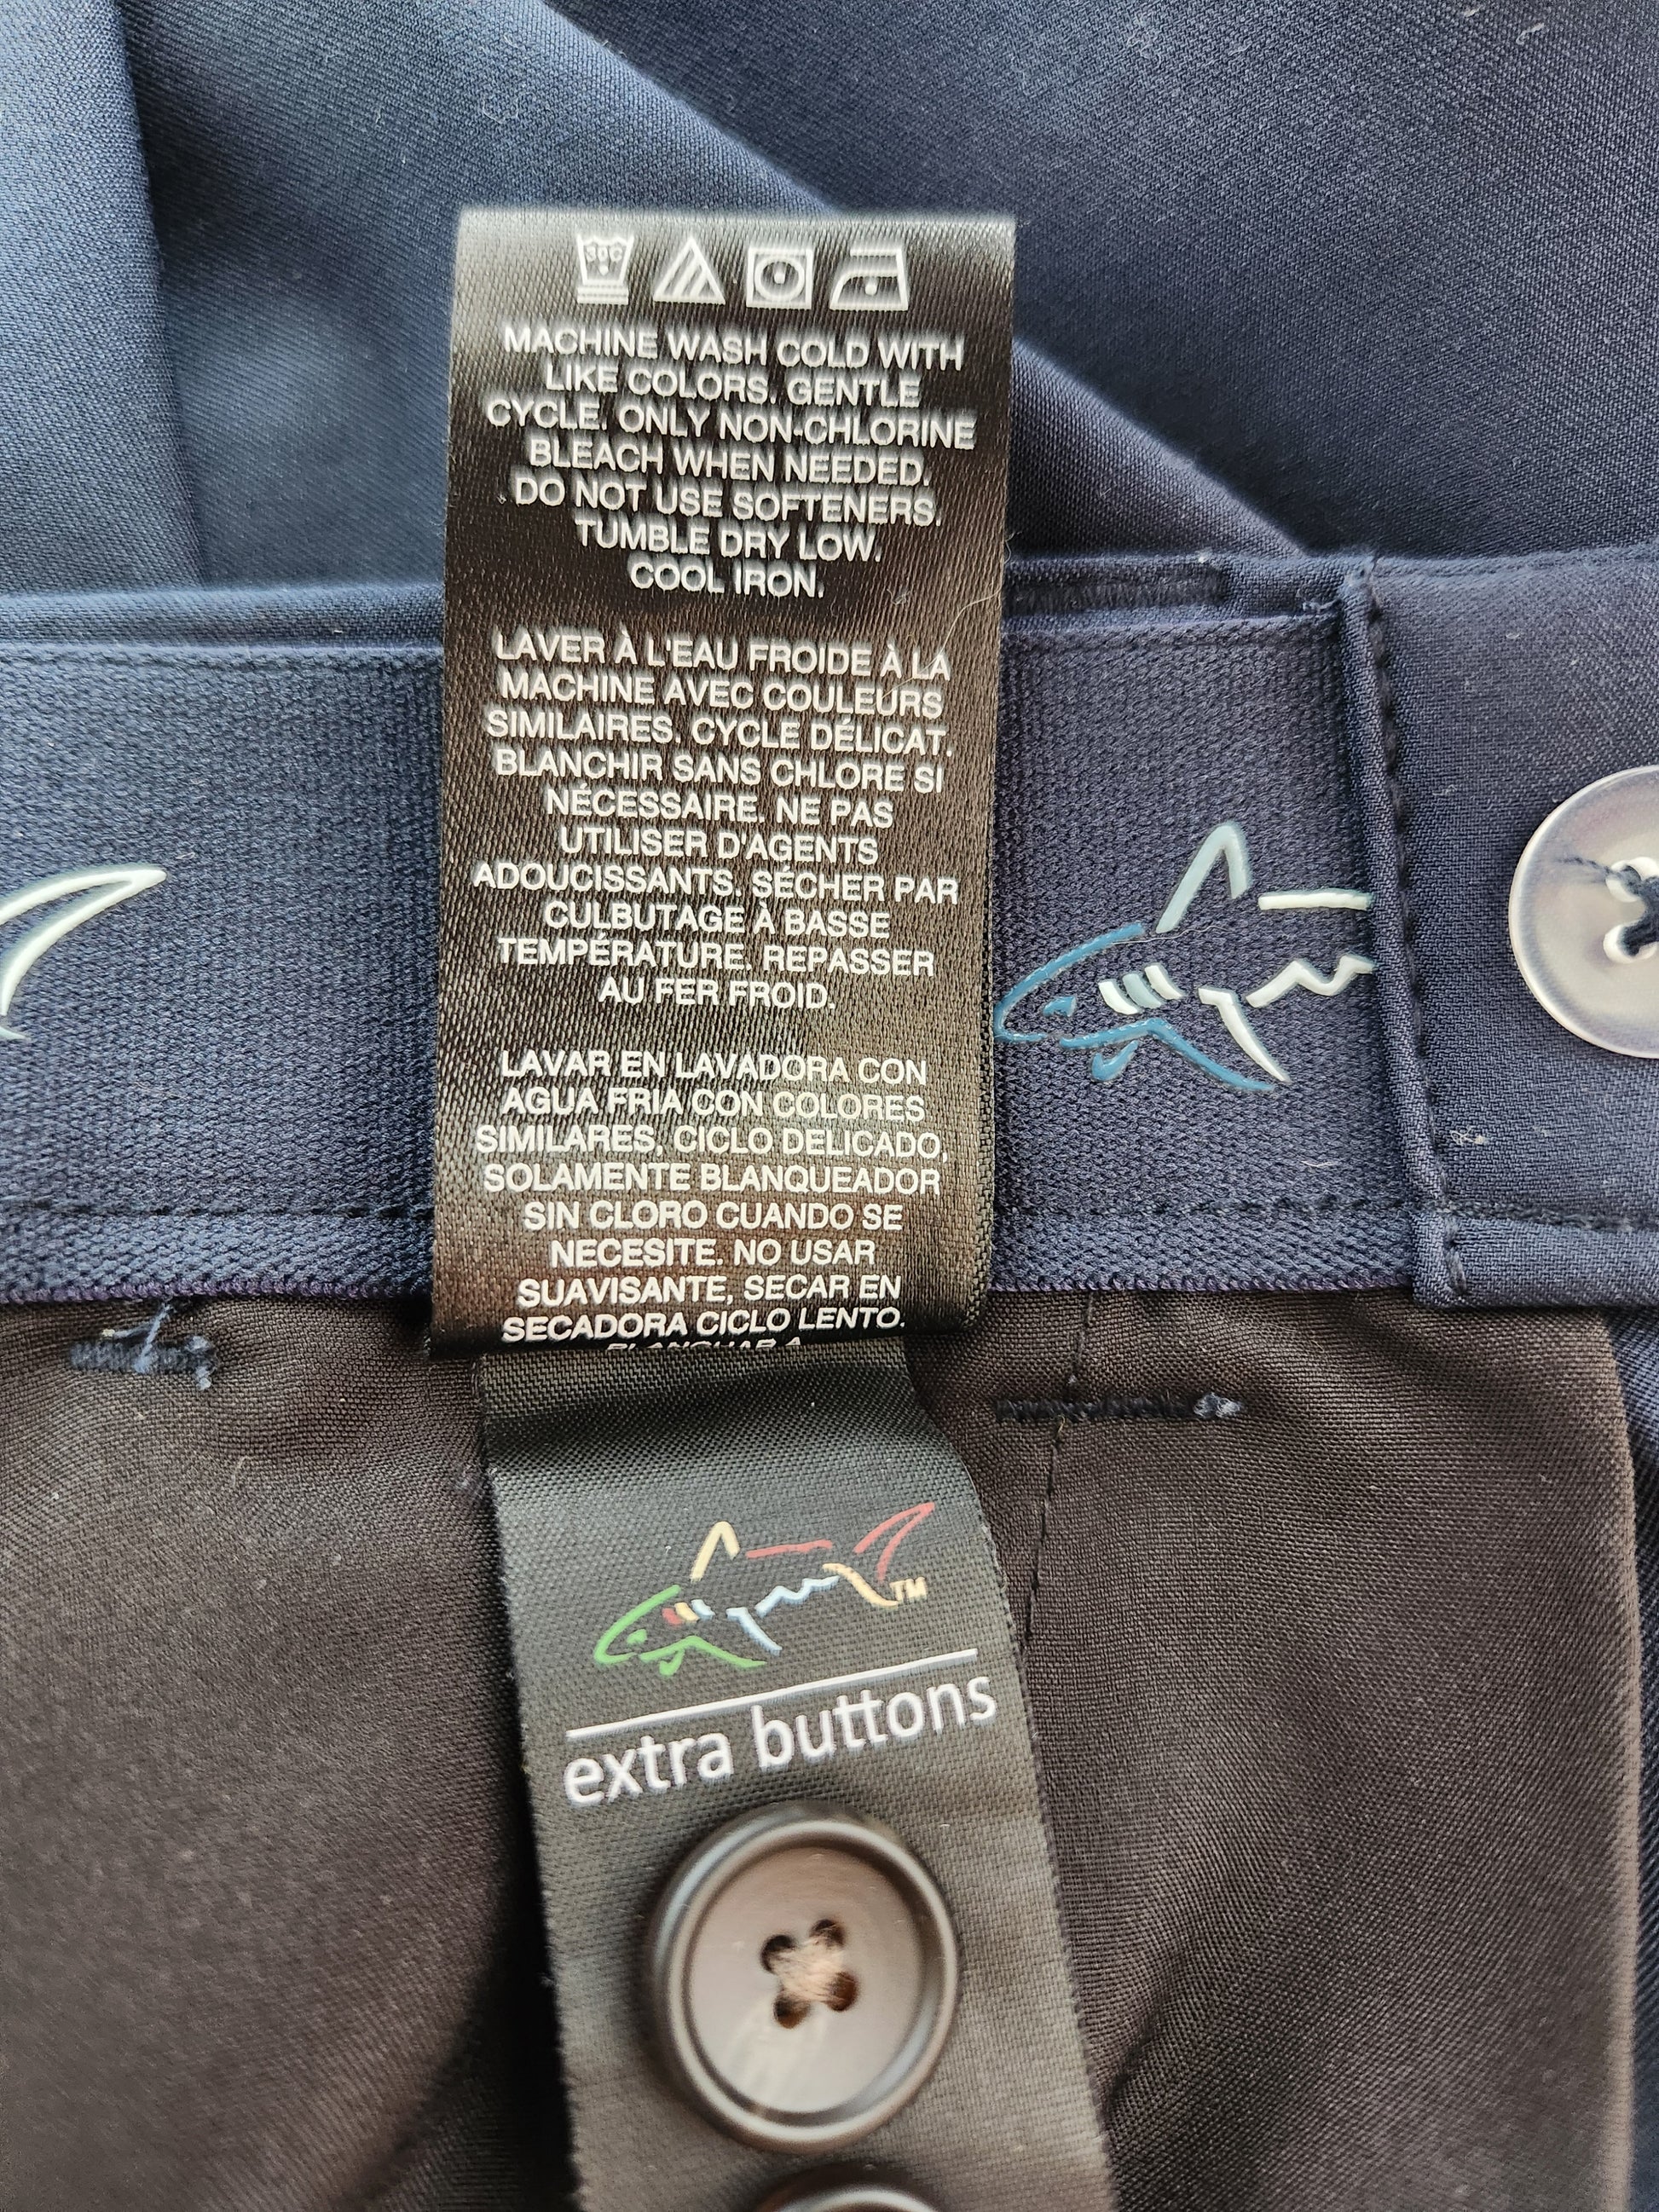 30C
MACHINE WASH COLD WITH
LIKE COLORS. GENTLE
CYCLE. ONLY NON-CHLORINE
BLEACH WHEN NEEDED.
DO NOT USE SOFTENERS.
TUMBLE DRY LOW.
COOL IRON.
LAVER À L'EAU FROIDE À LA
MACHINE AVEC COULEURS
SIMILAIRES. CYCLE DÉLICAT.
BLANCHIR SANS CHLORE SI
NÉCESSAIRE. NE PAS
UTILISER D'AGENTS
ADOUCISSANTS. SÉCHER PAR
CULBUTAGE À BASSE
TEMPÉRATURE. REPASSER
AU FER FROID.
LAVAR EN LAVADORA CON
AGUA FRIA CON COLORES
SIMILARES, CICLO DELICADO,
SOLAMENTE BLANQUEADOR
SIN CLORO CUANDO SE
NECESITE. NO USAR
SUAVISANTE, SECAR EN
SECADORA CICLO LENTO.
TM
extra buttons